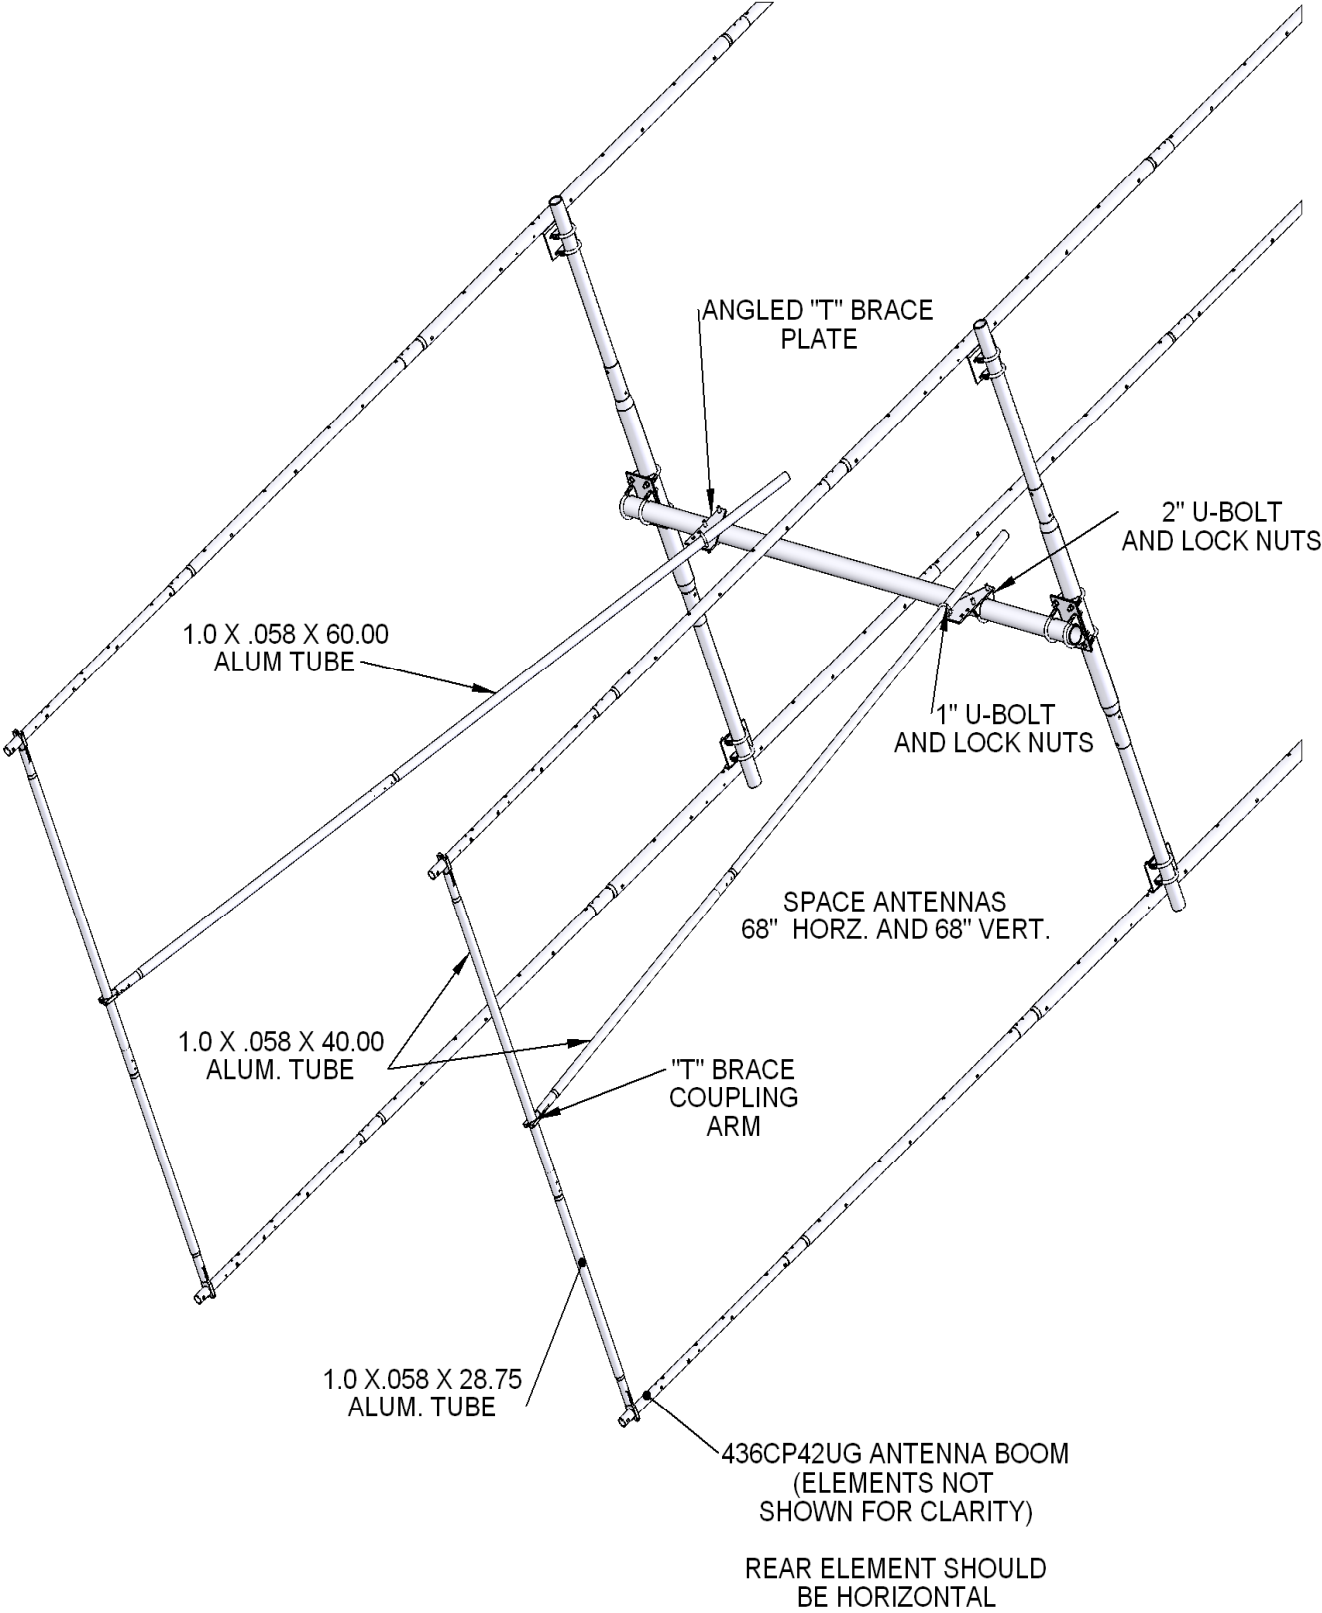 ANGLED "T" BRACE
PLATE
2" U-BOLT
AND LOCK NUTS
1.0 X .058 X 60.00
ALUM TUBE
1" U-BOLT
AND LOCK NUTS
SPACE ANTENNAS
68" HORZ. AND 68" VERT.
1.0 X .058 X 40.00
ALUM. TUBE
"T" BRACE
COUPLING
ARM
1.0 X.058 X 28.75
ALUM. TUBE
436CP42UG ANTENNA BOOM
(ELEMENTS NOT
SHOWN FOR CLARITY)
REAR ELEMENT SHOULD
BE HORIZONTAL